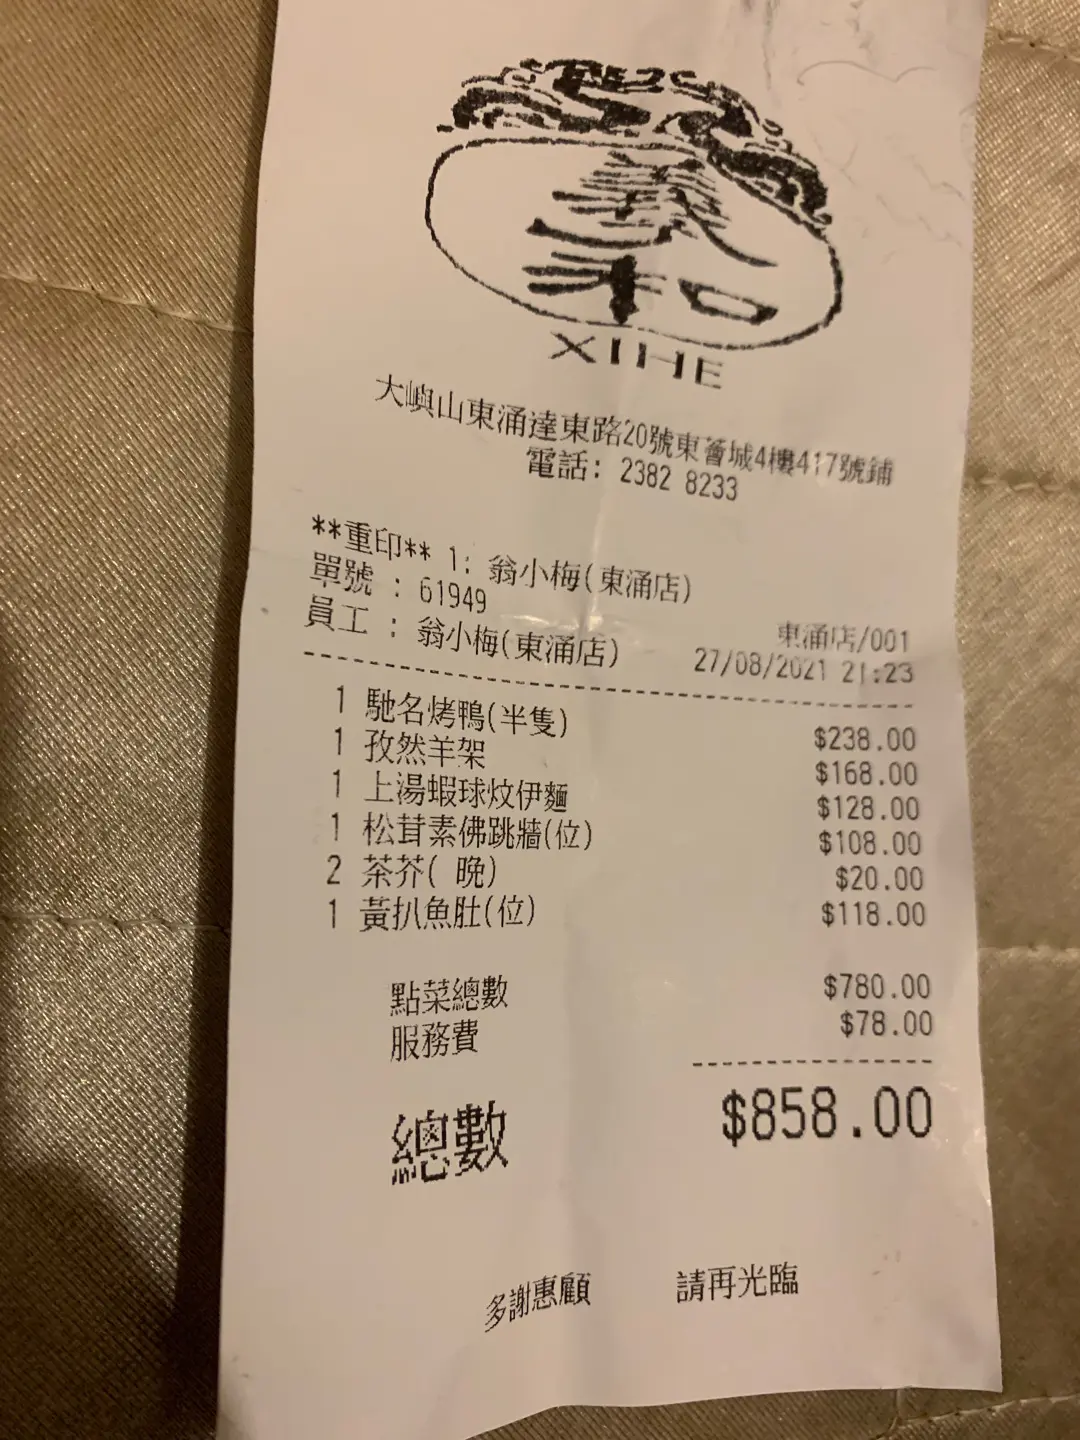 義和
XIHE
大嶼山東涌達東路20號東薈城4樓417號鋪
電話: 2382 8233
**重印** 1: 翁小梅(東涌店)
單號 : 61949
東涌店/001
員工 : 翁小梅(東涌店) 27/08/2021 21:23
1 馳名烤鴨(半隻) $238.00
1 孜然羊架 $168.00
1 上湯蝦球炆伊麵 $128.00
1 松茸素佛跳牆(位) $108.00
2 茶芥( 晚) $20.00
1 黃扒魚肚(位) $118.00
點菜總數 $780.00
服務費 $78.00
總數 $858.00
多謝惠顧 請再光臨